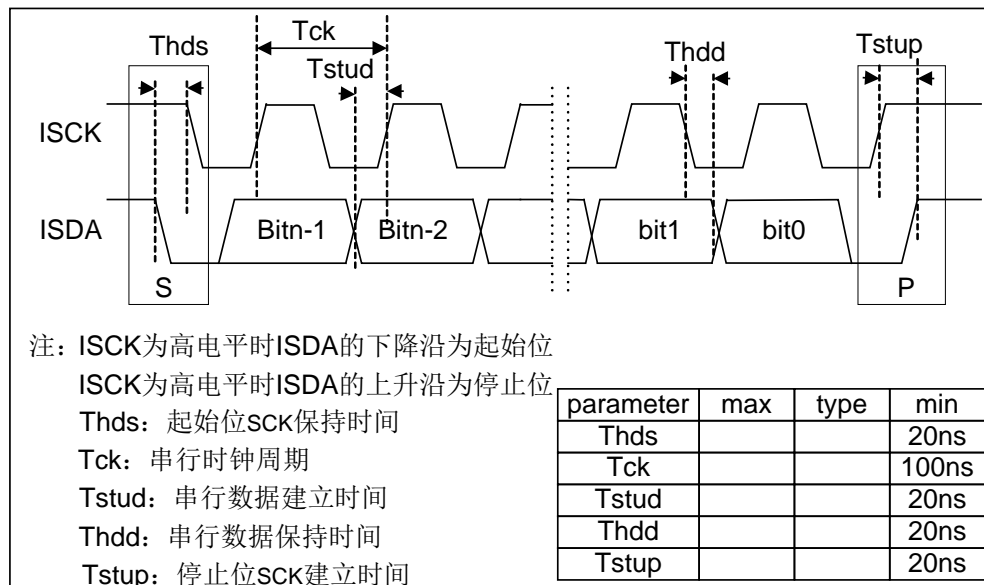 Tck
Thds
Thdd
Tstup
Tstud
ISCK
ISDA
Bitn-1
Bitn-2
bit1
bit0
S
P
注：ISCK为高电平时ISDA的下降沿为起始位
ISCK为高电平时ISDA的上升沿为停止位
Thds：起始位SCK保持时间
Tck：串行时钟周期
Tstud：串行数据建立时间
Thdd：串行数据保持时间
Tstup：停止位SCK建立时间
parameter max type min
Thds 20ns
Tck 100ns
Tstud 20ns
Thdd 20ns
Tstup 20ns